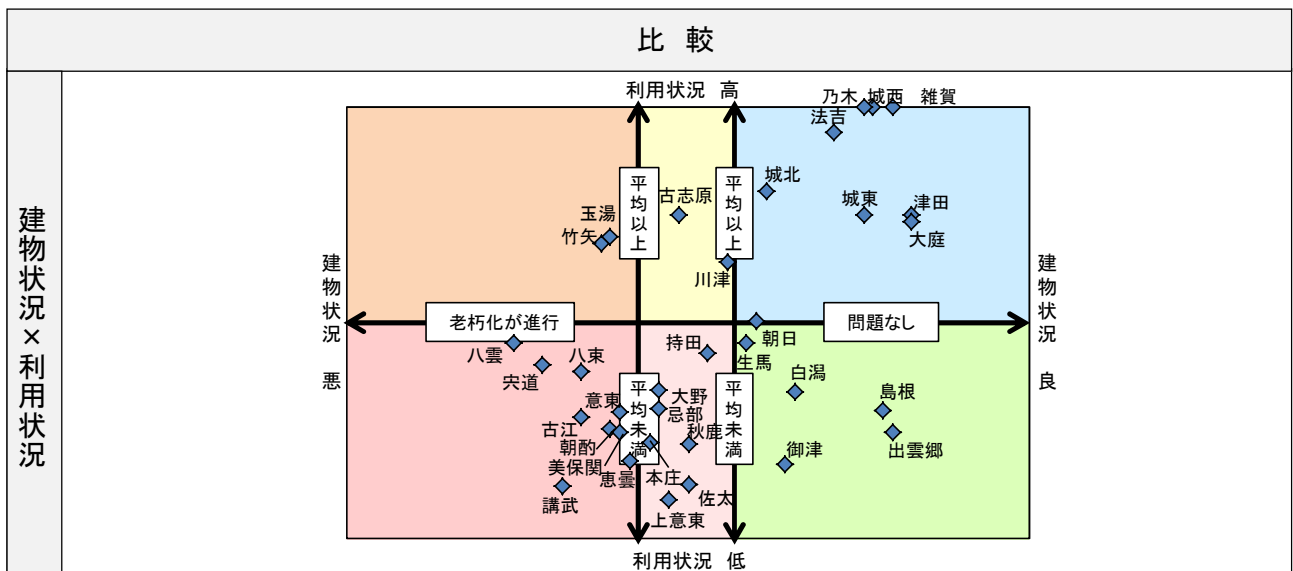 比 較
建物状況×利用状況
利用状況 高
乃木 城西 雑賀
法吉
城北
古志原
城東
津田
大庭
玉湯
竹矢
平均以上
平均以上
川津
建物状況 悪
建物状況 良
老朽化が進行
問題なし
朝日
持田
生馬
八雲
宍道
八束
白潟
島根
出雲郷
御津
平均未満
平均未満
意東
大野
忌部
古江
朝酌
秋鹿
美保関
恵曇
本庄
講武
佐太
上意東
利用状況 低